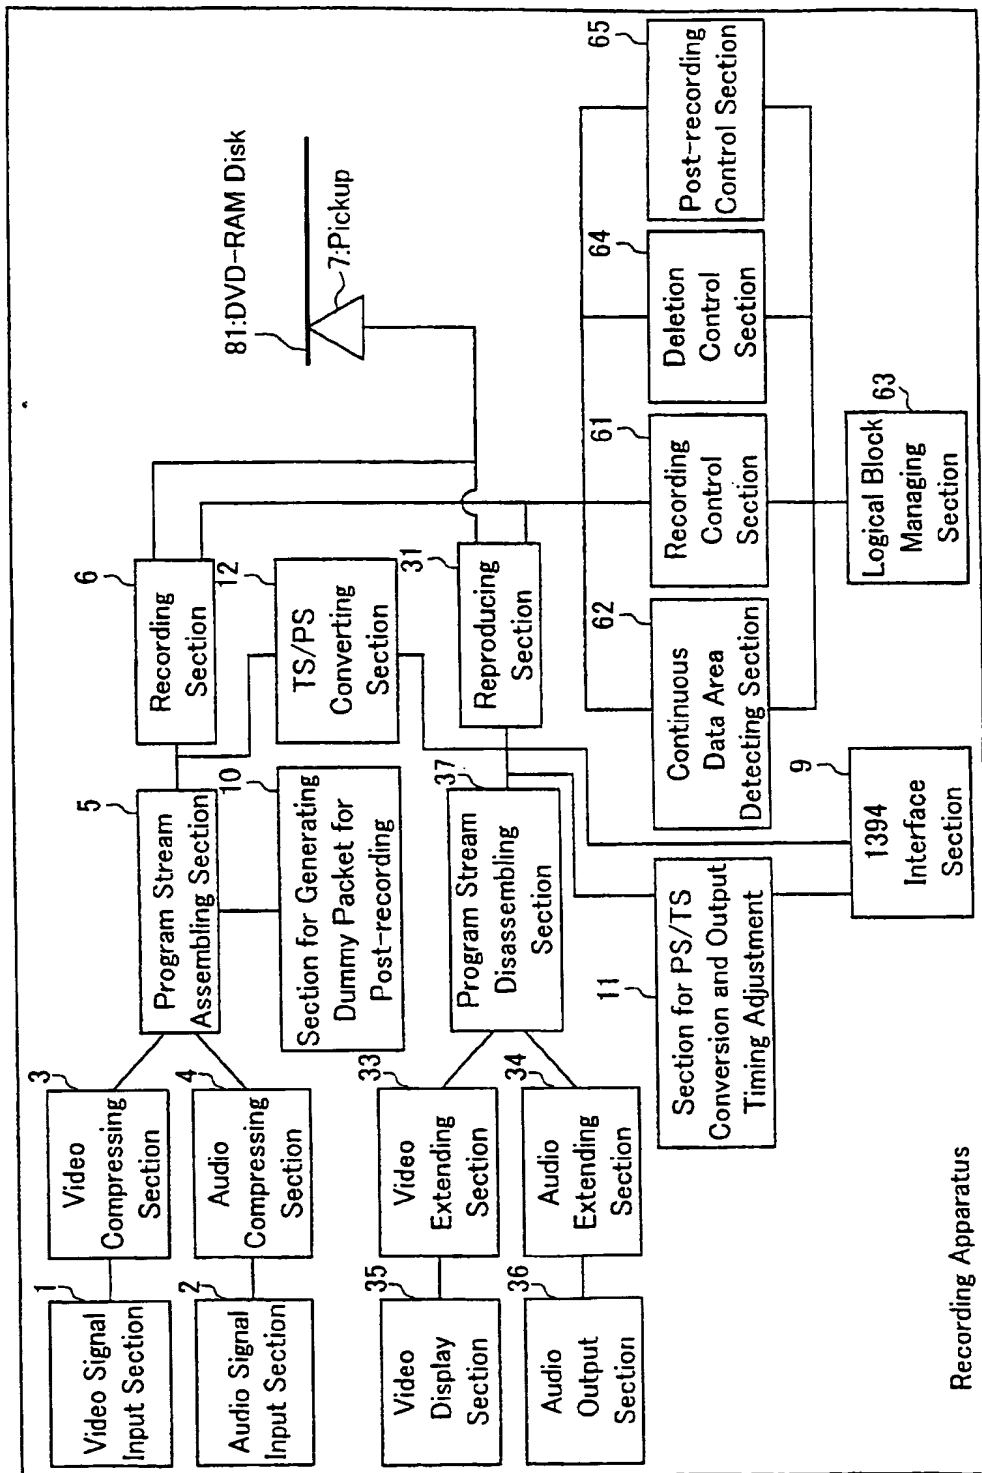 1
Video Signal
Input Section
3
Video
Compressing
Section
5
Program Stream
Assembling Section
6
Recording
Section
81:DVD-RAM Disk
7:Pickup
2
Audio Signal
Input Section
4
Audio
Compressing
Section
10
Section for Generating
Dummy Packet for
Post-recording
12
TS/PS
Converting
Section
35
Video
Display
Section
33
Video
Extending
Section
37
Program Stream
Disassembling
Section
31
Reproducing
Section
36
Audio
Output
Section
34
Audio
Extending
Section
11
Section for PS/TS
Conversion and Output
Timing Adjustment
62
Continuous
Data Area
Detecting Section
61
Recording
Control
Section
64
Deletion
Control
Section
65
Post-recording
Control Section
9
1394
Interface
Section
63
Logical Block
Managing
Section
Recording Apparatus